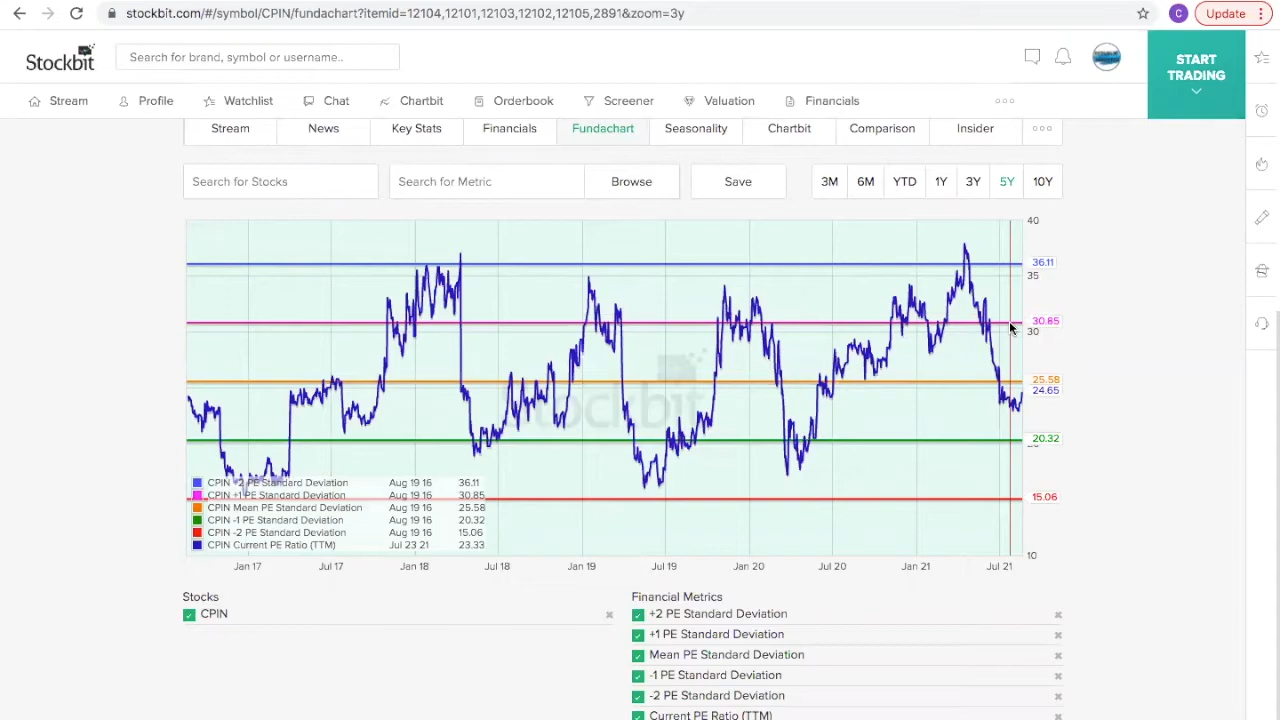 stockbit.com/#/symbol/CPIN/fundachart?itemid=12104,12101,12103,12102,12105,2891&zoom=3y
C
Update
Stockbit
Search for brand, symbol or username..
START
TRADING
Stream Profile Watchlist Chat Chartbit Orderbook Screener Valuation Financials
Stream News Key Stats Financials Fundachart Seasonality Chartbit Comparison Insider
Search for Stocks Search for Metric Browse Save 3M 6M YTD 1Y 3Y 5Y 10Y
40
36.11
35
30.85
30
25.58
24.65
20.32
15.06
10
Stockbit
CPIN +2 PE Standard Deviation Aug 19 16 36.11
CPIN +1 PE Standard Deviation Aug 19 16 30.85
CPIN Mean PE Standard Deviation Aug 19 16 25.58
CPIN -1 PE Standard Deviation Aug 19 16 20.32
CPIN -2 PE Standard Deviation Aug 19 16 15.06
CPIN Current PE Ratio (TTM) Jul 23 21 23.33
Jan 17 Jul 17 Jan 18 Jul 18 Jan 19 Jul 19 Jan 20 Jul 20 Jan 21 Jul 21
Stocks
CPIN
Financial Metrics
+2 PE Standard Deviation
+1 PE Standard Deviation
Mean PE Standard Deviation
-1 PE Standard Deviation
-2 PE Standard Deviation
Current PE Ratio (TTM)